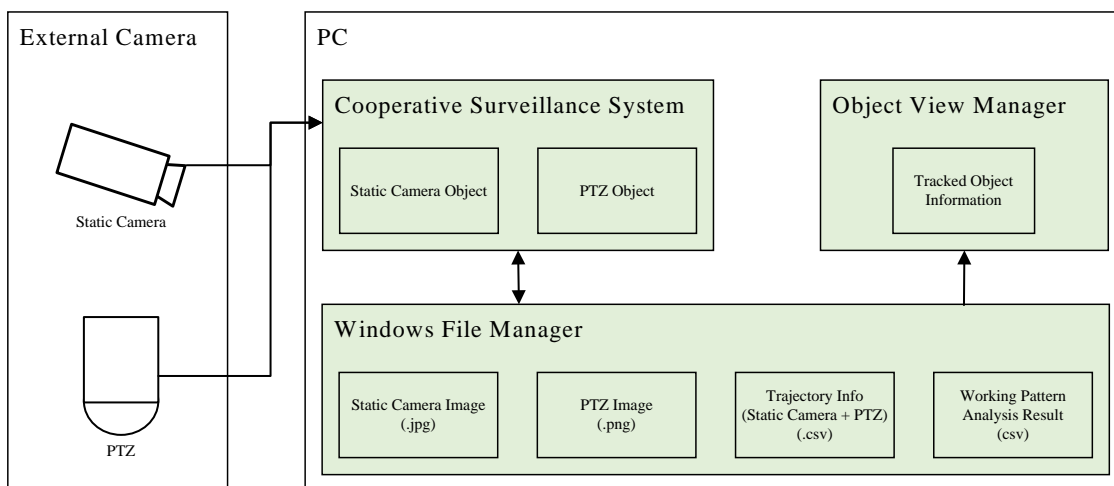 External Camera
Static Camera
PTZ
PC
Cooperative Surveillance System
Static Camera Object
PTZ Object
Object View Manager
Tracked Object
Information
Windows File Manager
Static Camera Image
(.jpg)
PTZ Image
(.png)
Trajectory Info
(Static Camera + PTZ)
(.csv)
Working Pattern
Analysis Result
(csv)